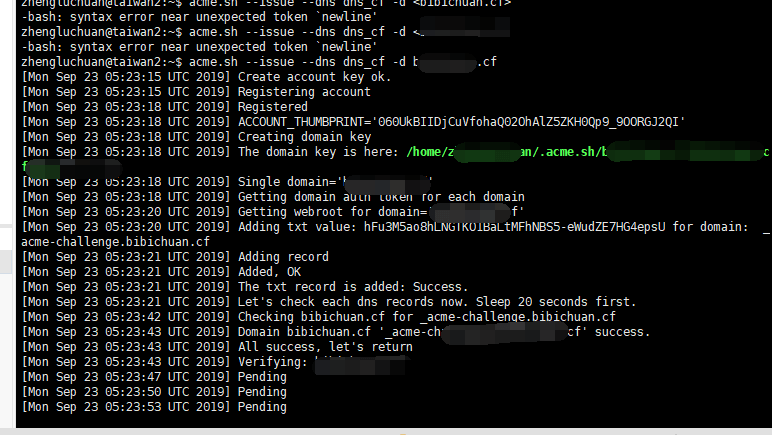 zhengluchuan@taiwan2:~$ acme.sh --issue --dns dns_cf -d <bibichuan.cf>
-bash: syntax error near unexpected token `newline'
zhengluchuan@taiwan2:~$ acme.sh --issue --dns dns_cf -d <
-bash: syntax error near unexpected token `newline'
zhengluchuan@taiwan2:~$ acme.sh --issue --dns dns_cf -d b .cf
[Mon Sep 23 05:23:15 UTC 2019] Create account key ok.
[Mon Sep 23 05:23:15 UTC 2019] Registering account
[Mon Sep 23 05:23:18 UTC 2019] Registered
[Mon Sep 23 05:23:18 UTC 2019] ACCOUNT_THUMBPRINT='060UkBIIDjCuVfohaQ02OhAlZ5ZKH0Qp9_9OORGJ2QI'
[Mon Sep 23 05:23:18 UTC 2019] Creating domain key
[Mon Sep 23 05:23:18 UTC 2019] The domain key is here: /home/z an/.acme.sh/b c
f
[Mon Sep 23 05:23:18 UTC 2019] Single domain='b '
[Mon Sep 23 05:23:18 UTC 2019] Getting domain auth token for each domain
[Mon Sep 23 05:23:20 UTC 2019] Getting webroot for domain=' f'
[Mon Sep 23 05:23:20 UTC 2019] Adding txt value: hFu3M5ao8hLNGTKOIBaLtMFhNBS5-eWudZE7HG4epsU for domain: _
acme-challenge.bibichuan.cf
[Mon Sep 23 05:23:21 UTC 2019] Adding record
[Mon Sep 23 05:23:21 UTC 2019] Added, OK
[Mon Sep 23 05:23:21 UTC 2019] The txt record is added: Success.
[Mon Sep 23 05:23:21 UTC 2019] Let's check each dns records now. Sleep 20 seconds first.
[Mon Sep 23 05:23:42 UTC 2019] Checking bibichuan.cf for _acme-challenge.bibichuan.cf
[Mon Sep 23 05:23:43 UTC 2019] Domain bibichuan.cf '_acme-ch cf' success.
[Mon Sep 23 05:23:43 UTC 2019] All success, let's return
[Mon Sep 23 05:23:43 UTC 2019] Verifying:
[Mon Sep 23 05:23:47 UTC 2019] Pending
[Mon Sep 23 05:23:50 UTC 2019] Pending
[Mon Sep 23 05:23:53 UTC 2019] Pending